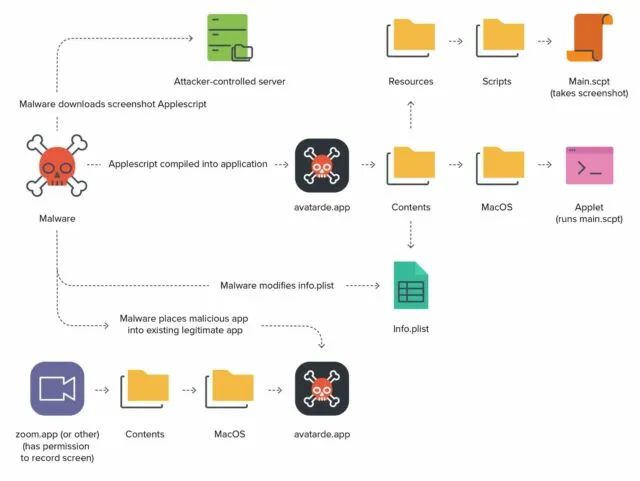 Attacker-controlled server
Resources
Scripts
Main.scpt
(takes screenshot)
Malware downloads screenshot Applescript
Applescript compiled into application
Malware
avatarde.app
Contents
MacOS
Applet
(runs main.scpt)
Malware modifies info.plist
Info.plist
Malware places malicious app
into existing legitimate app
zoom.app (or other)
(has permission
to record screen)
Contents
MacOS
avatarde.app